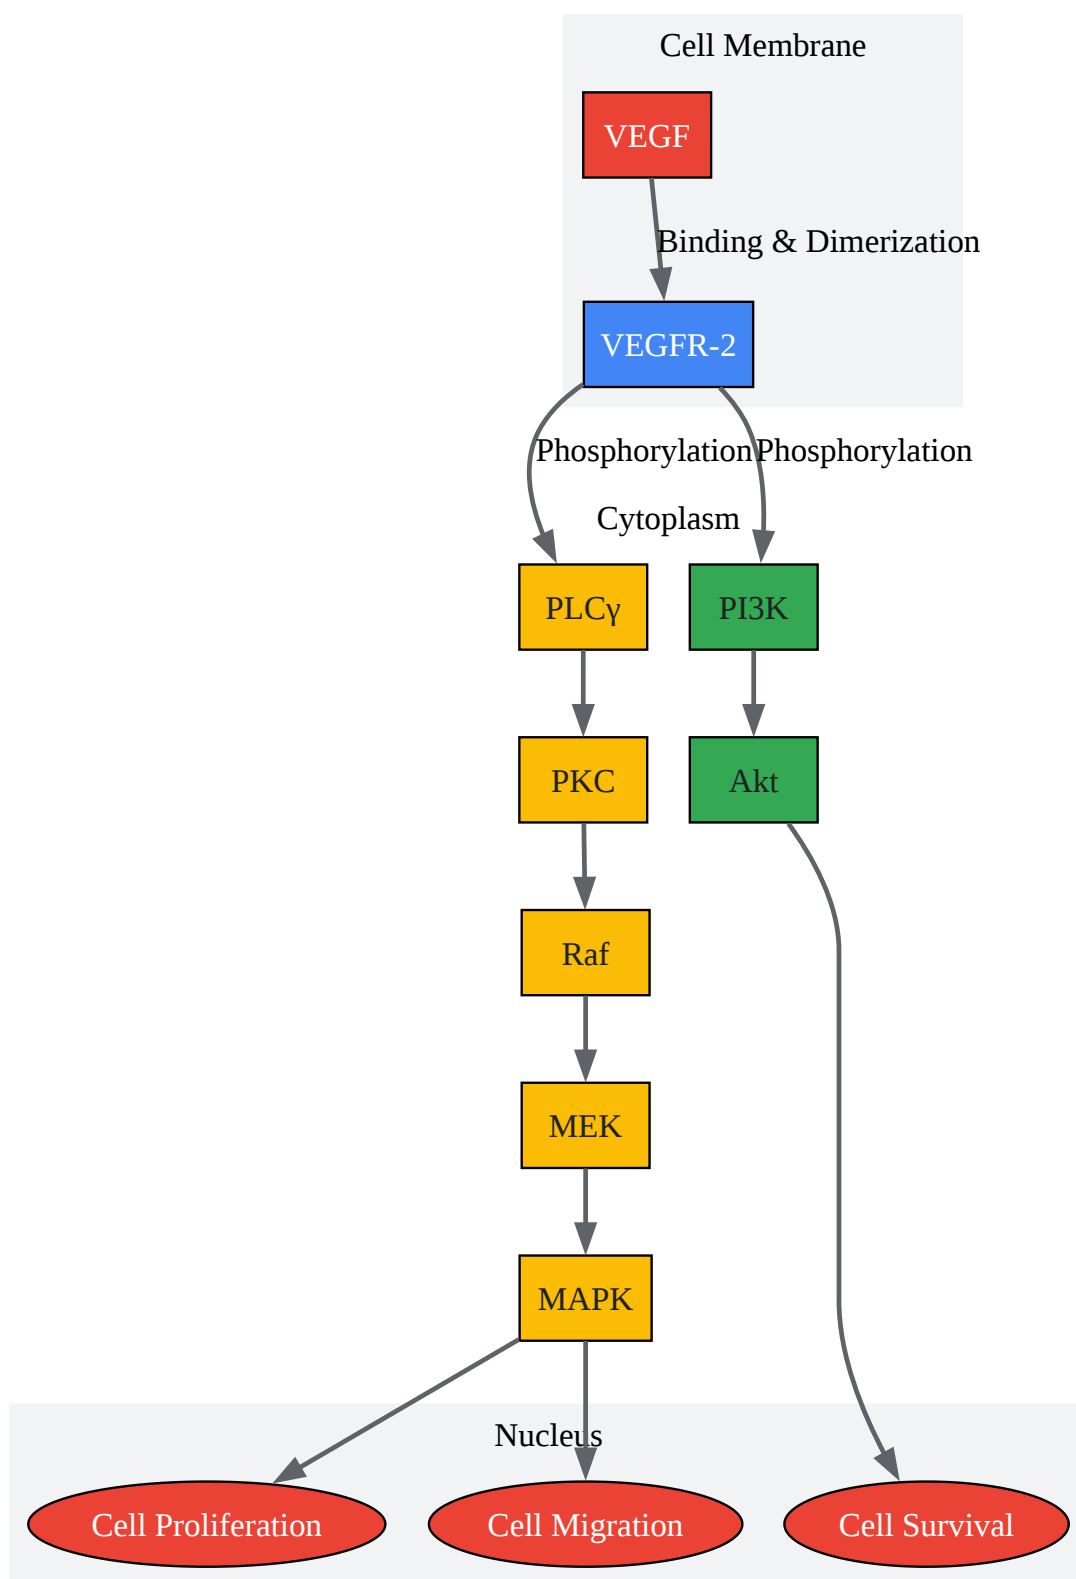 Cell Membrane
VEGF
Binding & Dimerization
VEGFR-2
Phosphorylation
Phosphorylation
Cytoplasm
PLCγ
PI3K
PKC
Akt
Raf
MEK
MAPK
Nucleus
Cell Proliferation
Cell Migration
Cell Survival